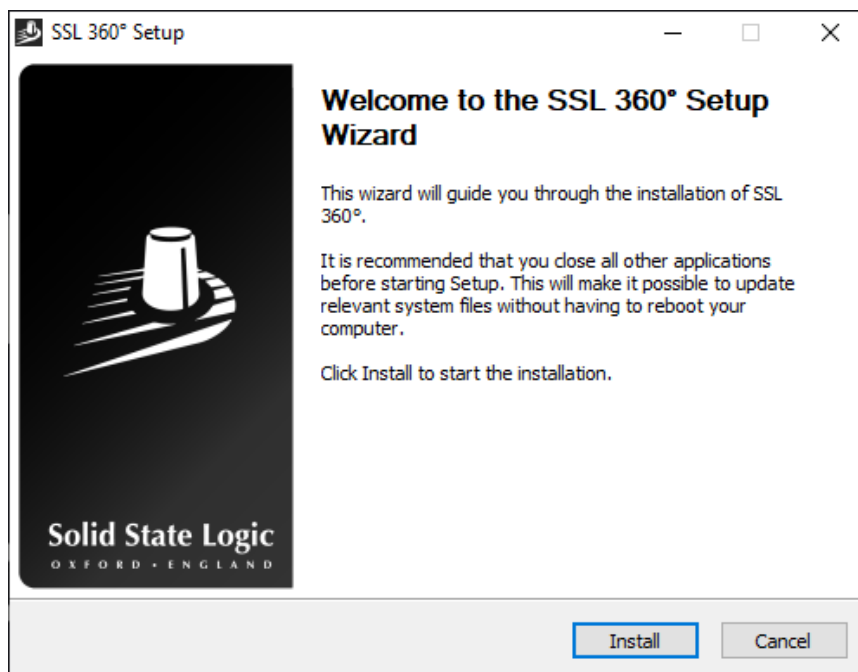 SSL 360° Setup
Welcome to the SSL 360° Setup
Wizard
This wizard will guide you through the installation of SSL
360°.
It is recommended that you close all other applications
before starting Setup. This will make it possible to update
relevant system files without having to reboot your
computer.
Click Install to start the installation.
Solid State Logic
OXFORD • ENGLAND
Install
Cancel